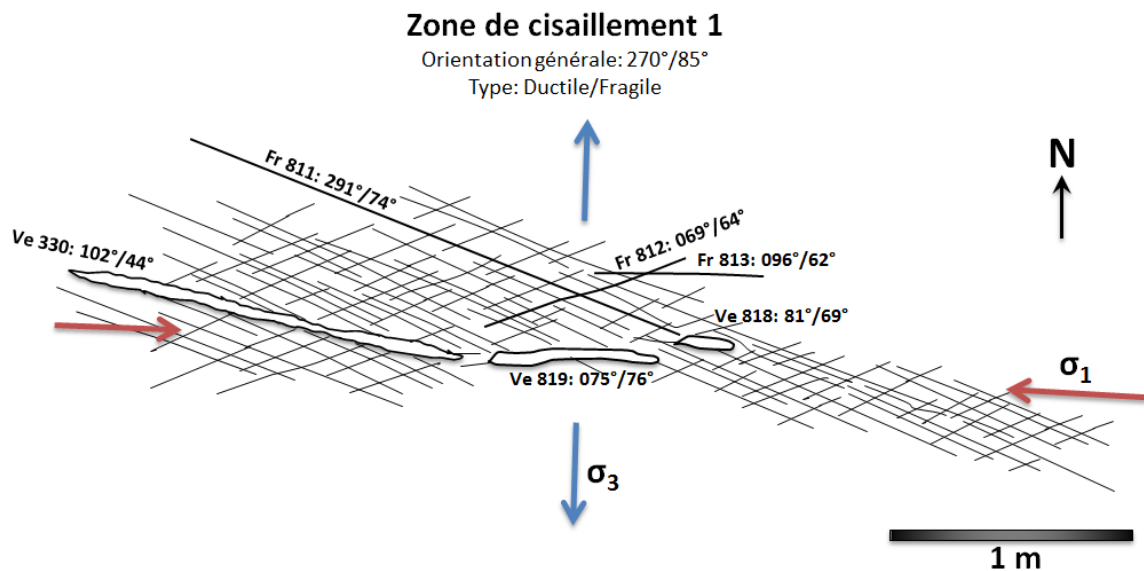 Zone de cisaillement 1
Orientation générale: 270°/85°
Type: Ductile/Fragile
N
Fr 811: 291°/74°
Fr 812: 069°/64°
Ve 330: 102°/44°
Fr 813: 096°/62°
Ve 818: 81°/69°
Ve 819: 075°/76°
σ1
σ3
1 m